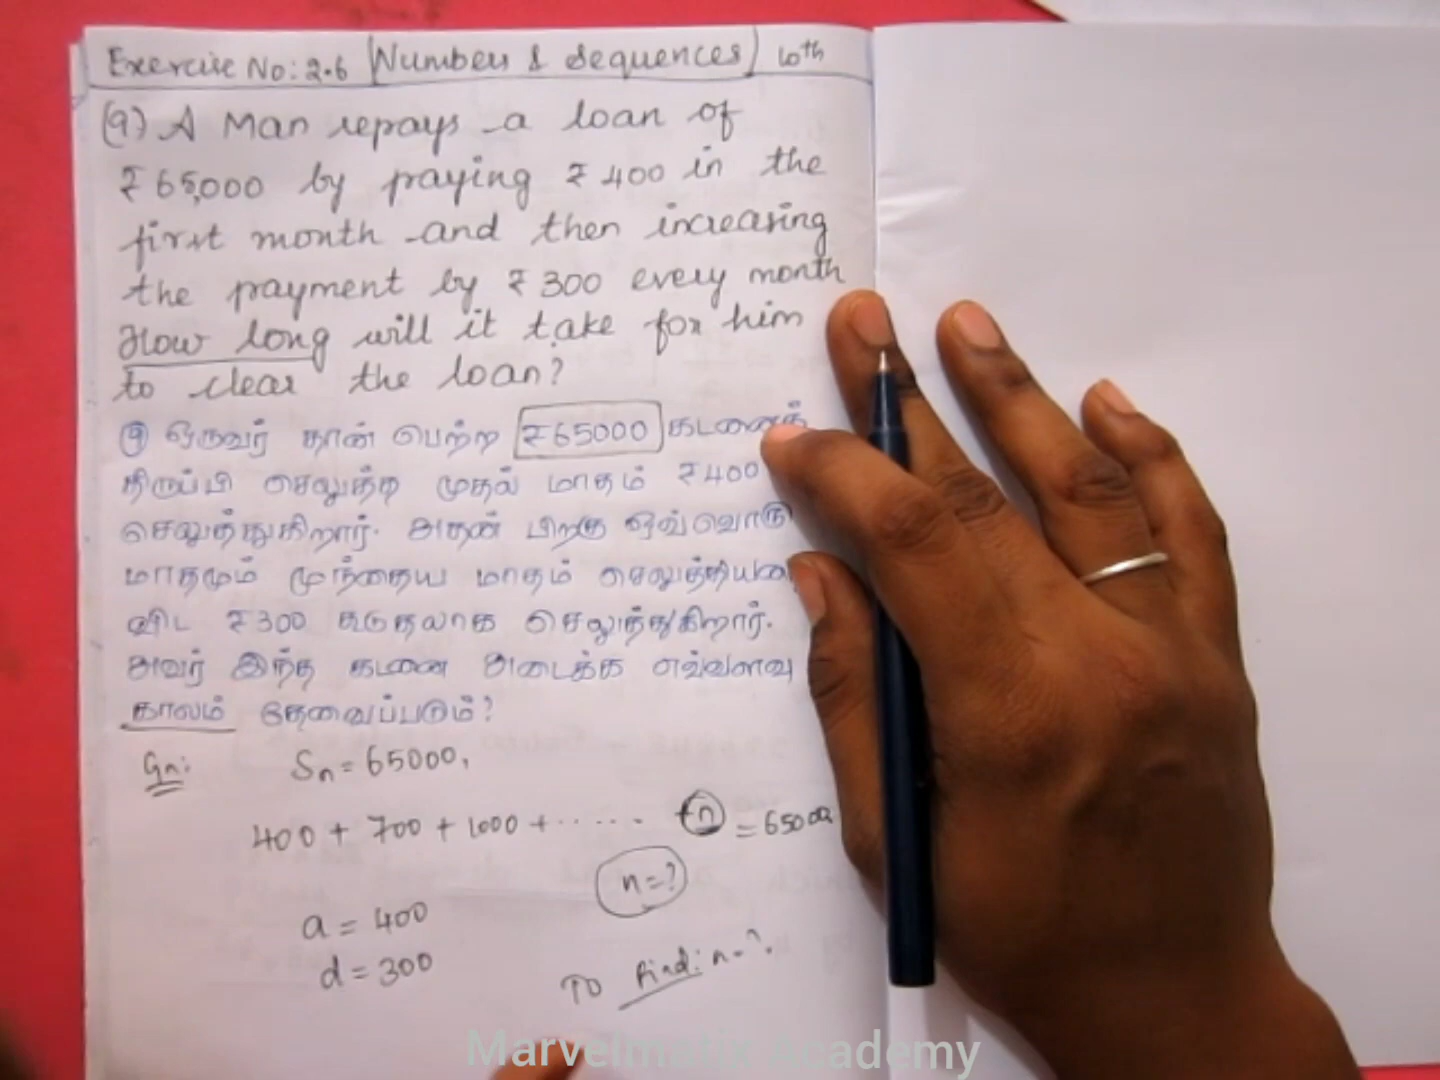 Exercise No: 2.6 (Numbers & Sequences) 10th
(9) A Man repays a loan of
₹65,000 by paying ₹400 in the
first month and then increasing
the payment by ₹300 every month
How long will it take for him
to clear the loan?
(9) ஒருவர் தான் பெற்ற ₹65000 கடனைத்
திருப்பி செலுத்த முதல் மாதம் ₹400
செலுத்துகிறார். அதன் பிறகு ஒவ்வொரு
மாதமும் முந்தைய மாதம் செலுத்தியதை
விட ₹300 கூடுதலாக செலுத்துகிறார்.
அவர் இந்த கடனை அடைக்க எவ்வளவு
காலம் தேவைப்படும்?
Gn: Sn = 65000,
400 + 700 + 1000 + ...... + n = 65000
n = ?
a = 400
d = 300
To Find: n = ?
Marvelmatix Academy